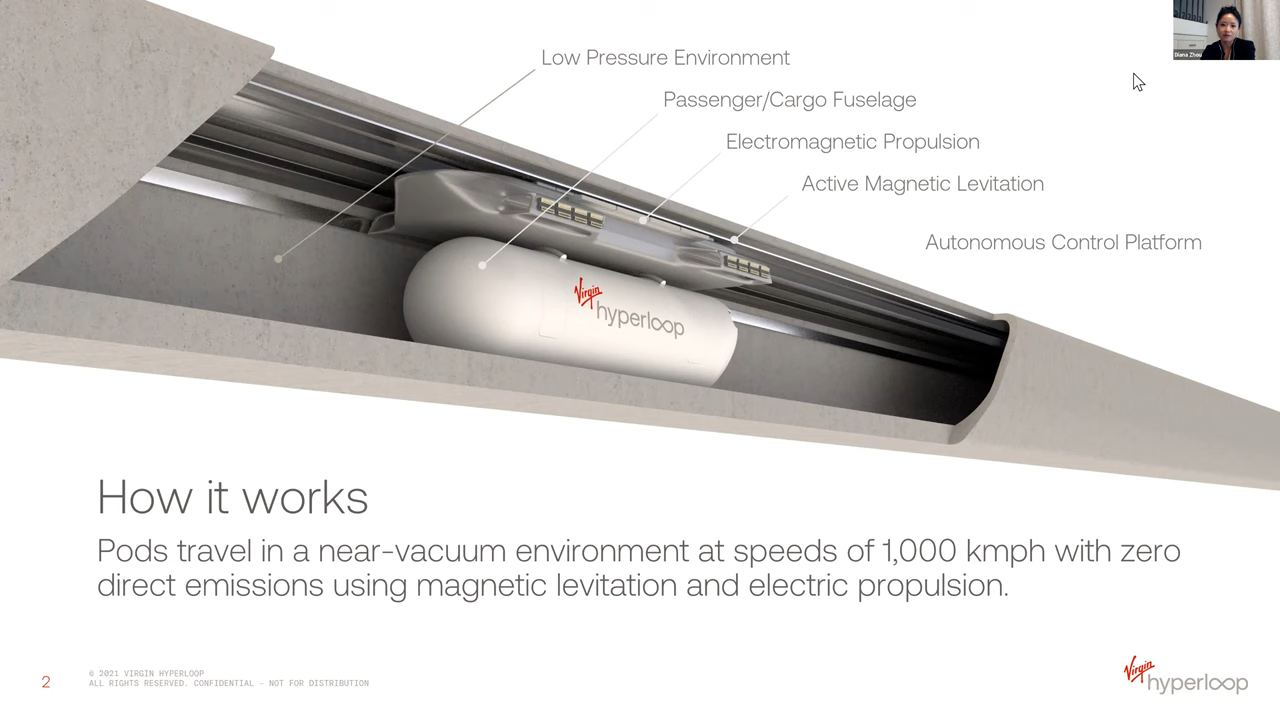 Diana Zhou
Low Pressure Environment
Passenger/Cargo Fuselage
Electromagnetic Propulsion
Active Magnetic Levitation
Autonomous Control Platform
Virgin
hyperloop
How it works
Pods travel in a near-vacuum environment at speeds of 1,000 kmph with zero
direct emissions using magnetic levitation and electric propulsion.
2
© 2021 VIRGIN HYPERLOOP
ALL RIGHTS RESERVED. CONFIDENTIAL - NOT FOR DISTRIBUTION
Virgin
hyperloop